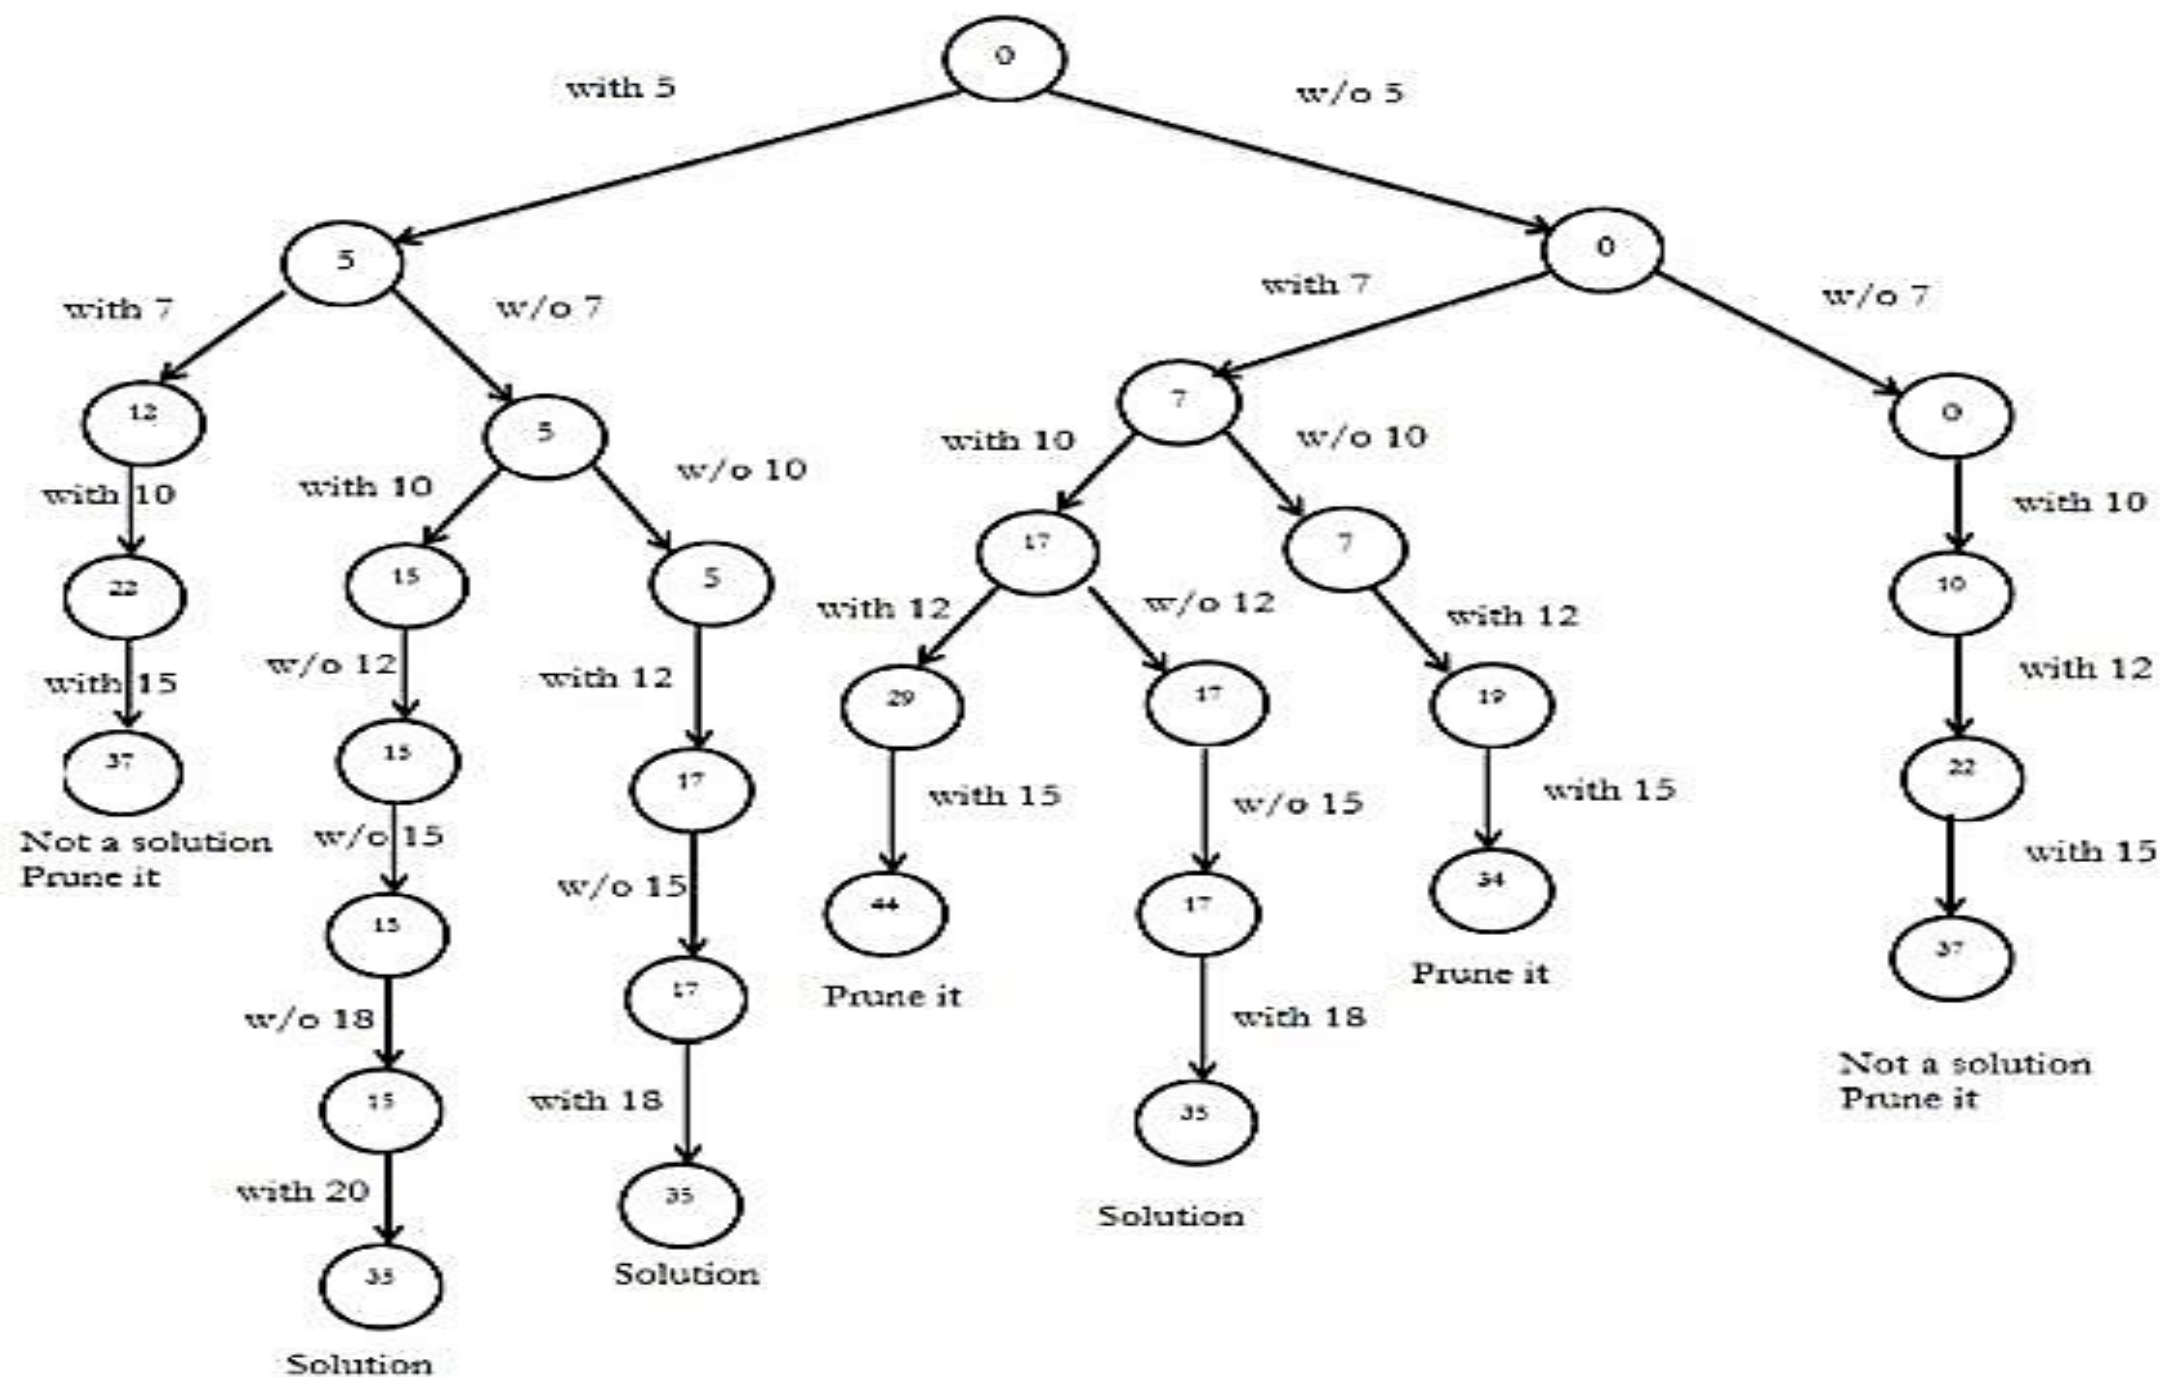 0
with 5
w/o 5
5
0
with 7
w/o 7
with 7
w/o 7
12
5
7
0
with 10
with 10
w/o 10
with 10
w/o 10
with 10
22
15
5
17
7
10
with 15
w/o 12
with 12
with 12
w/o 12
with 12
with 12
37
15
17
29
17
19
22
Not a solution
Prune it
w/o 15
w/o 15
with 15
w/o 15
with 15
with 15
15
17
44
17
34
37
Prune it
Prune it
Not a solution
Prune it
w/o 18
with 18
with 18
15
35
35
with 20
Solution
Solution
35
Solution